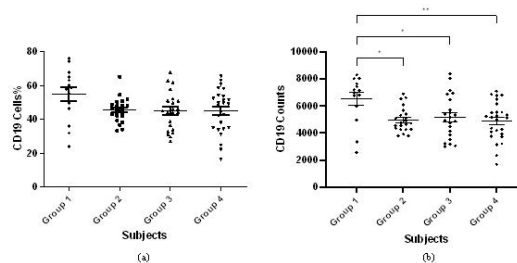 80
60
40
20
0
CD19 Cells%
Group 1
Group 2
Group 3
Group 4
Subjects
(a)
**
*
*
10000
8000
6000
4000
2000
0
CD19 Counts
Group 1
Group 2
Group 3
Group 4
Subjects
(b)